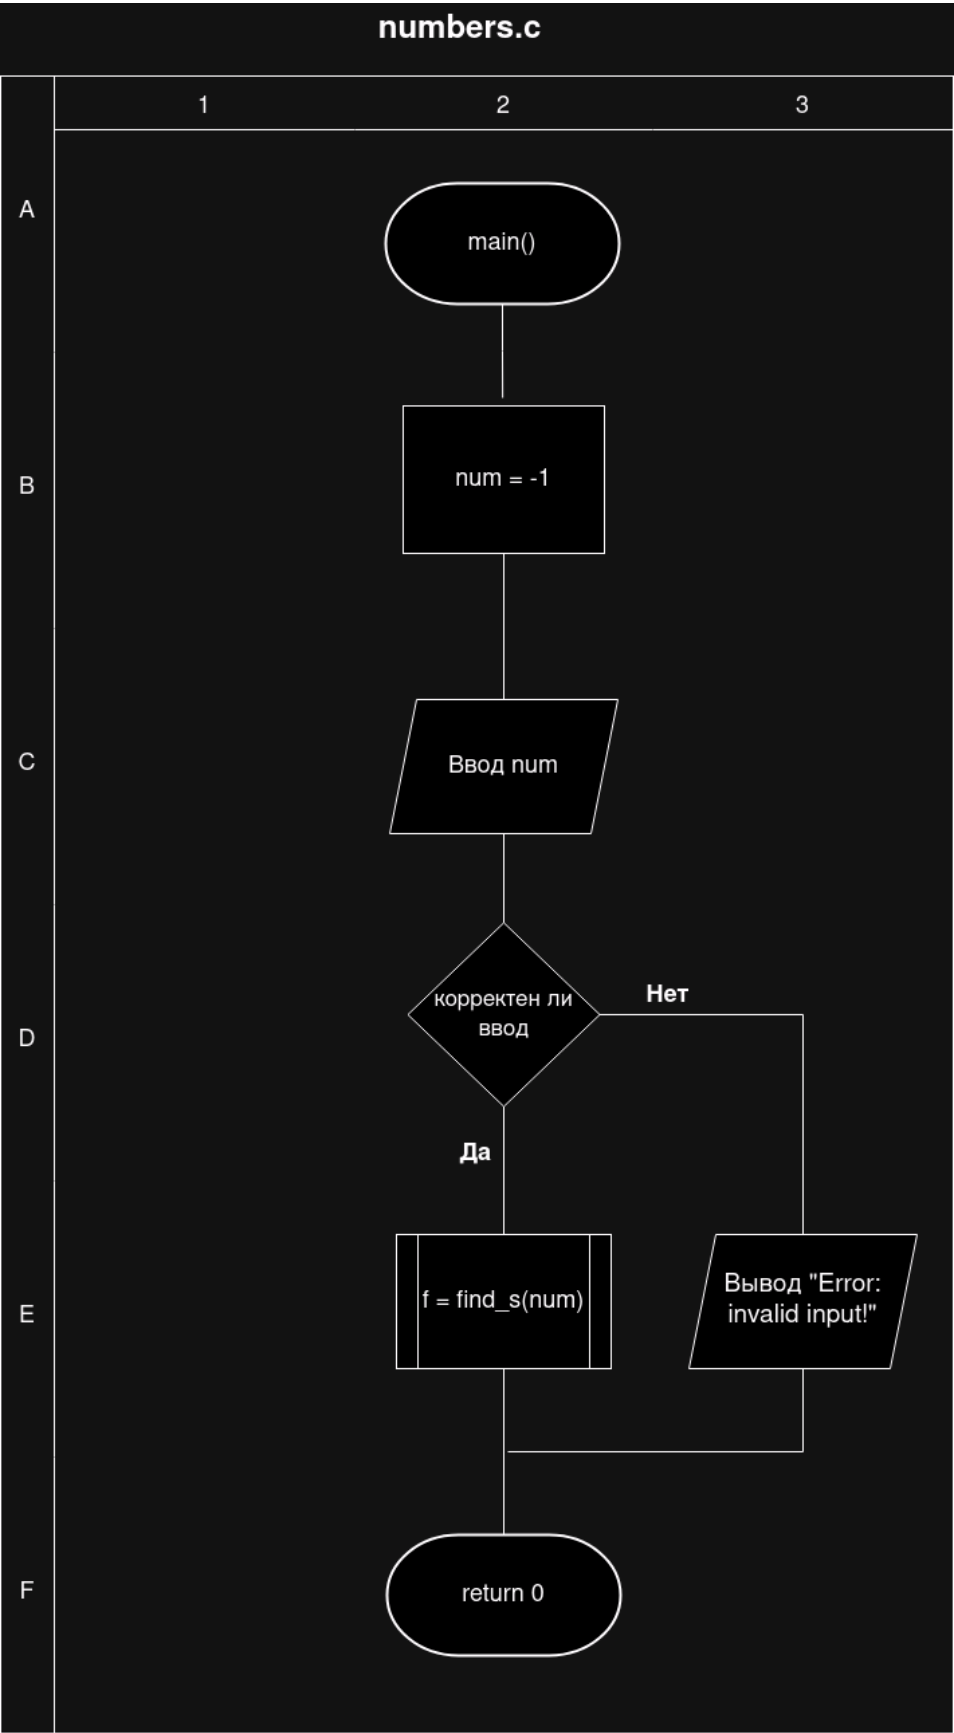 numbers.c
1
2
3
A
main()
B
num = -1
C
Ввод num
D
корректен ли
ввод
Нет
Да
E
f = find_s(num)
Вывод "Error:
invalid input!"
F
return 0